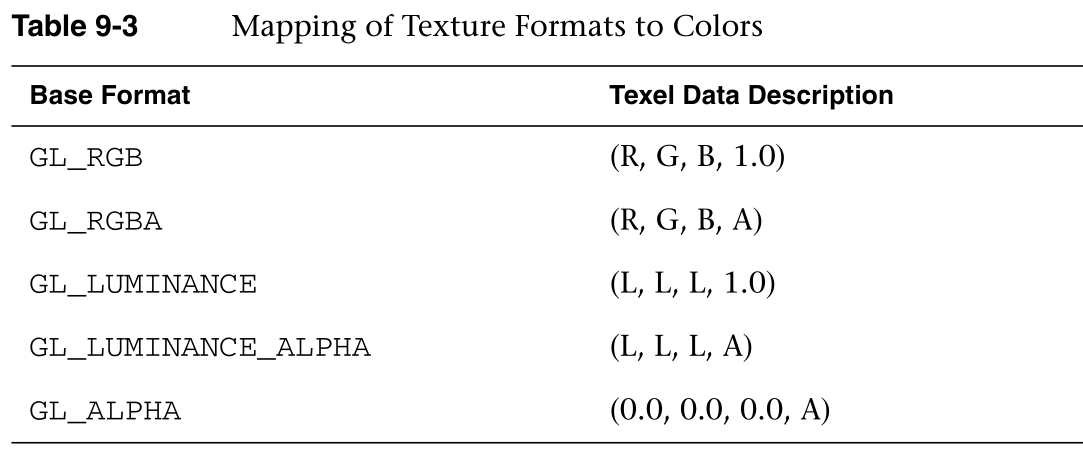 Table 9-3 Mapping of Texture Formats to Colors
Base Format Texel Data Description
GL_RGB (R, G, B, 1.0)
GL_RGBA (R, G, B, A)
GL_LUMINANCE (L, L, L, 1.0)
GL_LUMINANCE_ALPHA (L, L, L, A)
GL_ALPHA (0.0, 0.0, 0.0, A)